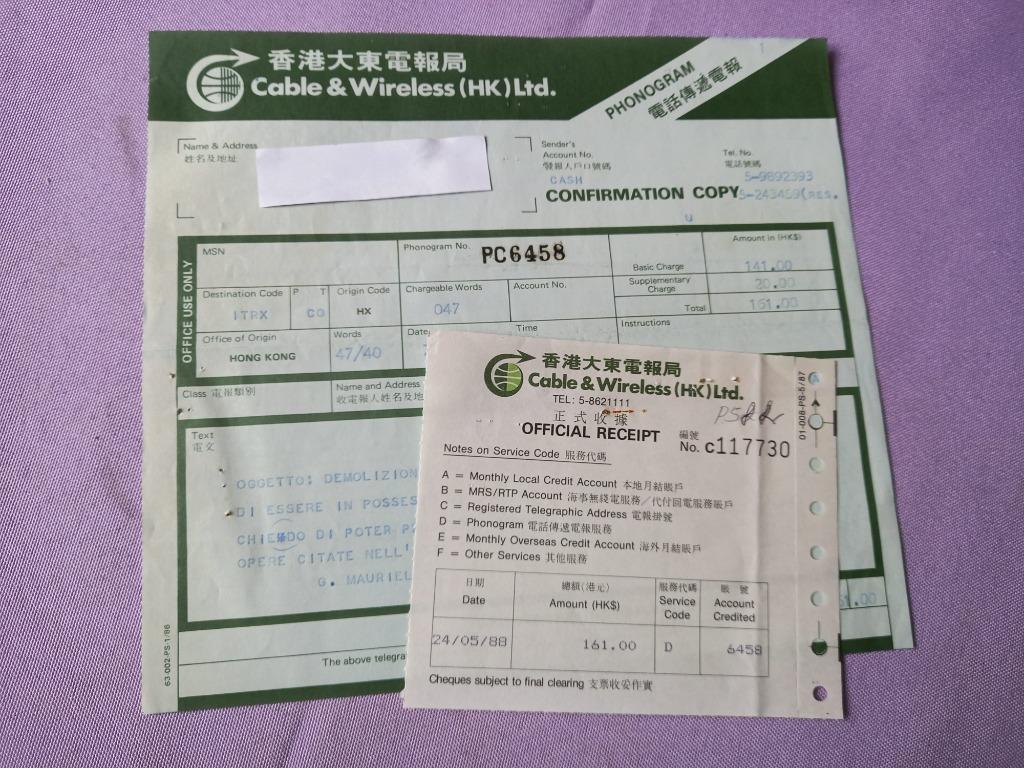 香港大東電報局
Cable & Wireless (HK) Ltd.
PHONOGRAM
電話傳遞電報
1
Name & Address
姓名及地址
Sender's
Account No.
發報人戶口號碼
CASH
Tel. No.
電話號碼
5-9892393
CONFIRMATION COPY
5-243459(RES.
U
OFFICE USE ONLY
MSN
Phonogram No.
PC6458
Amount in (HK$)
Basic Charge
141.00
Supplementary
Charge
20.00
Total
161.00
Destination Code
ITRX
P T
CO
Origin Code
HX
Chargeable Words
047
Account No.
Office of Origin
HONG KONG
Words
47/40
Date
Time
Instructions
Class 電報類別
Name and Address
收電報人姓名及地
Text
電文
OGGETTO: DEMOLIZION
DI ESSERE IN POSSES
CHIEDO DI POTER P
OPERE CITATE NELL'
G. MAURIEL
61.00
The above telegra
63-002-PS-1/86
香港大東電報局
Cable & Wireless (HK) Ltd.
TEL: 5-8621111
正式收據
OFFICIAL RECEIPT
編號
No. C117730
01-008-PS-5/87
Notes on Service Code 服務代碼
A = Monthly Local Credit Account 本地月結賬戶
B = MRS/RTP Account 海事無綫電服務／代付回電服務賬戶
C = Registered Telegraphic Address 電報掛號
D = Phonogram 電話傳遞電報服務
E = Monthly Overseas Credit Account 海外月結賬戶
F = Other Services 其他服務
日期
Date
總額(港元)
Amount (HK$)
服務代碼
Service
Code
賬號
Account
Credited
24/05/88
161.00
D
6458
Cheques subject to final clearing 支票收妥作實